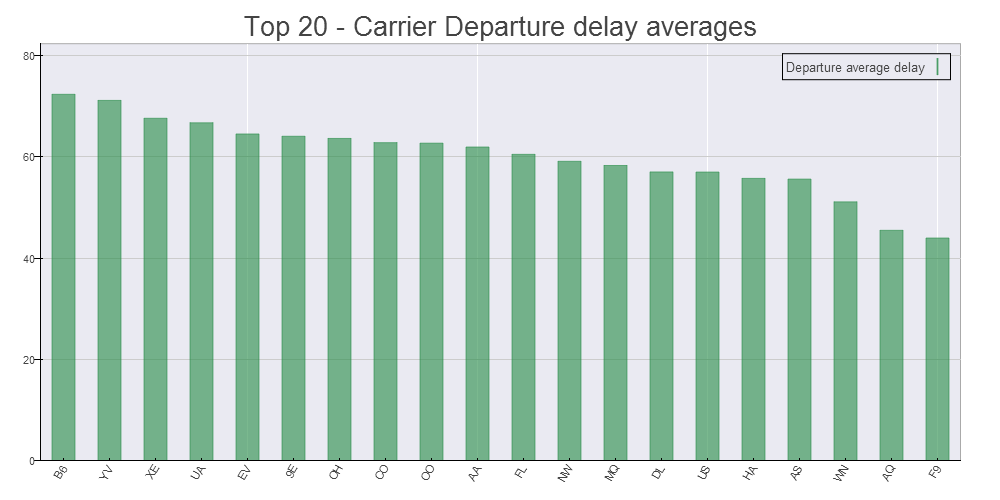 Top 20 - Carrier Departure delay averages
Departure average delay
80
60
40
20
0
B6 YV XE UA EV 9E OH CO OO AA FL NW MQ DL US HA AS WN AQ F9